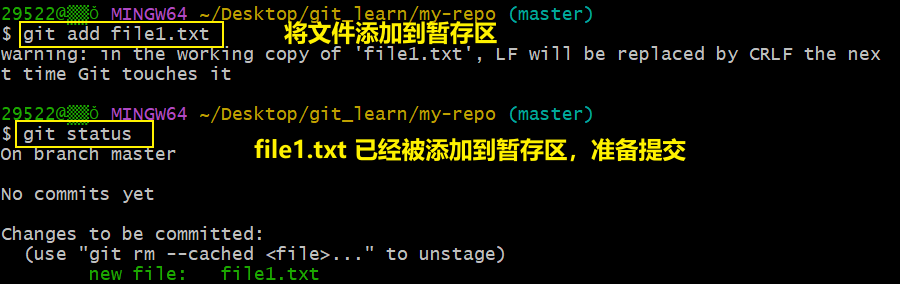 29522@▒▒ŏ MINGW64 ~/Desktop/git_learn/my-repo (master)
$ git add file1.txt 将文件添加到暂存区
warning: in the working copy of 'file1.txt', LF will be replaced by CRLF the nex
t time Git touches it
29522@▒▒ŏ MINGW64 ~/Desktop/git_learn/my-repo (master)
$ git status
On branch master
file1.txt 已经被添加到暂存区，准备提交
No commits yet
Changes to be committed:
(use "git rm --cached <file>..." to unstage)
new file: file1.txt